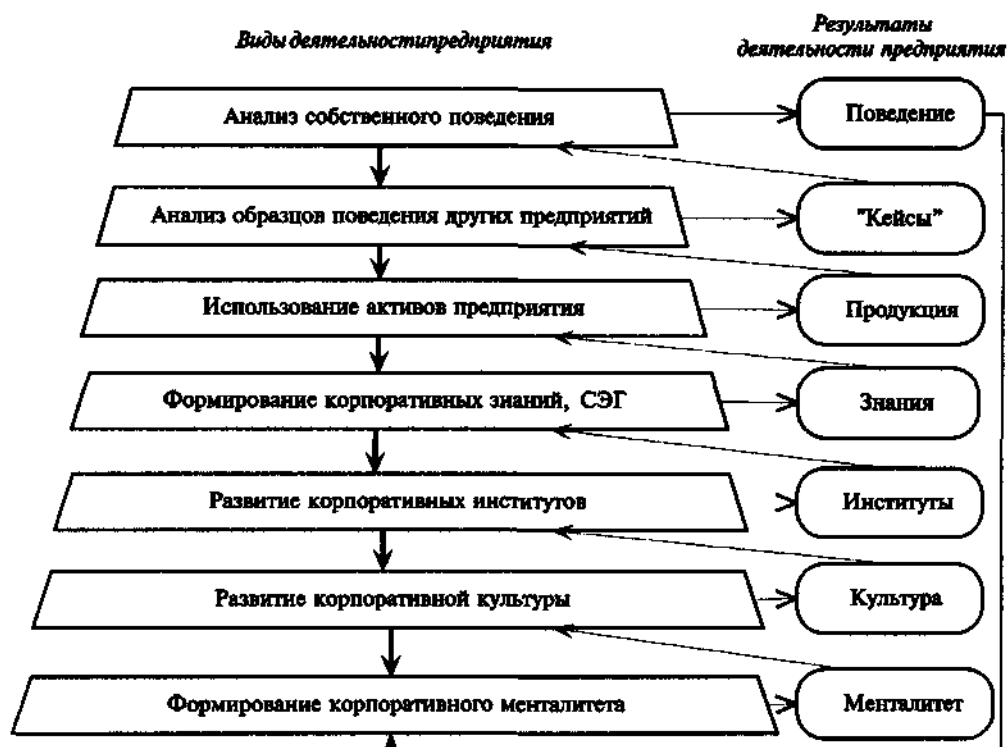 Виды деятельностипредприятия
Результаты
деятельности предприятия
Анализ собственного поведения
Поведение
Анализ образцов поведения других предприятий
"Кейсы”
Использование активов предприятия
Продукция
Формирование корпоративных знаний, СЭГ
Знания
Развитие корпоративных институтов
Институты
Развитие корпоративной культуры
Культура
Формирование корпоративного менталитета
Менталитет